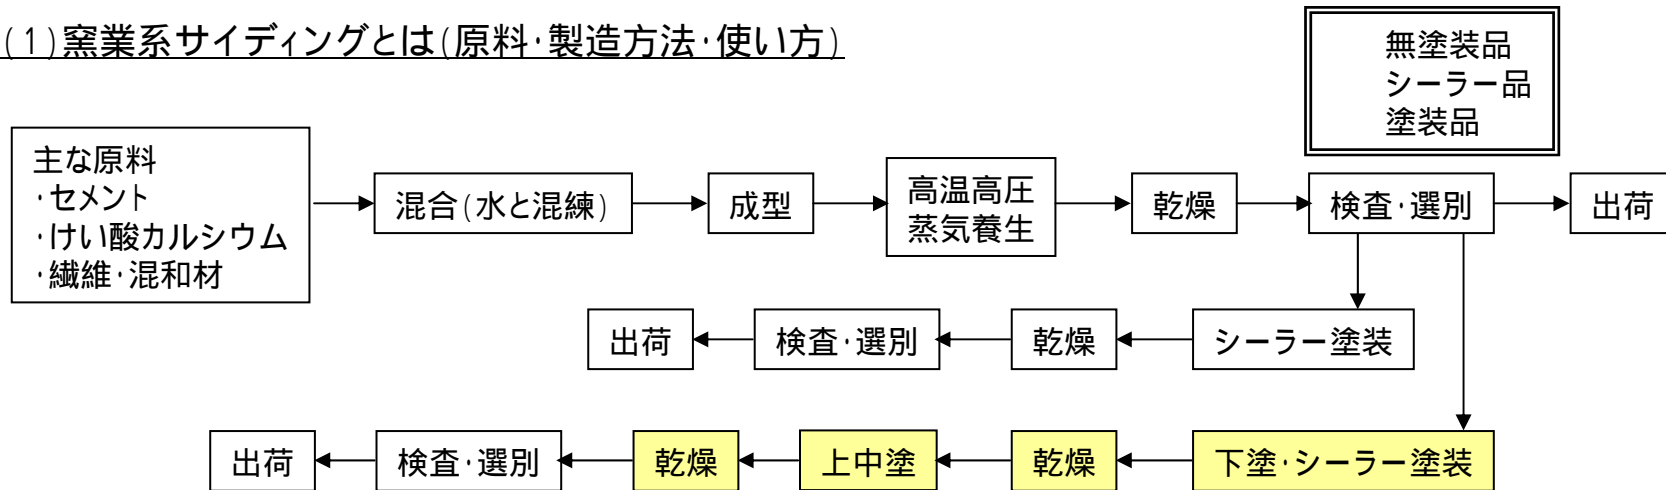 (1)窯業系サイディングとは(原料・製造方法・使い方)
無塗装品
シーラー品
塗装品
主な原料
・セメント
・けい酸カルシウム
・繊維・混和材
混合(水と混練)
成型
高温高圧
蒸気養生
乾燥
検査・選別
出荷
シーラー塗装
乾燥
検査・選別
出荷
下塗・シーラー塗装
乾燥
上中塗
乾燥
検査・選別
出荷